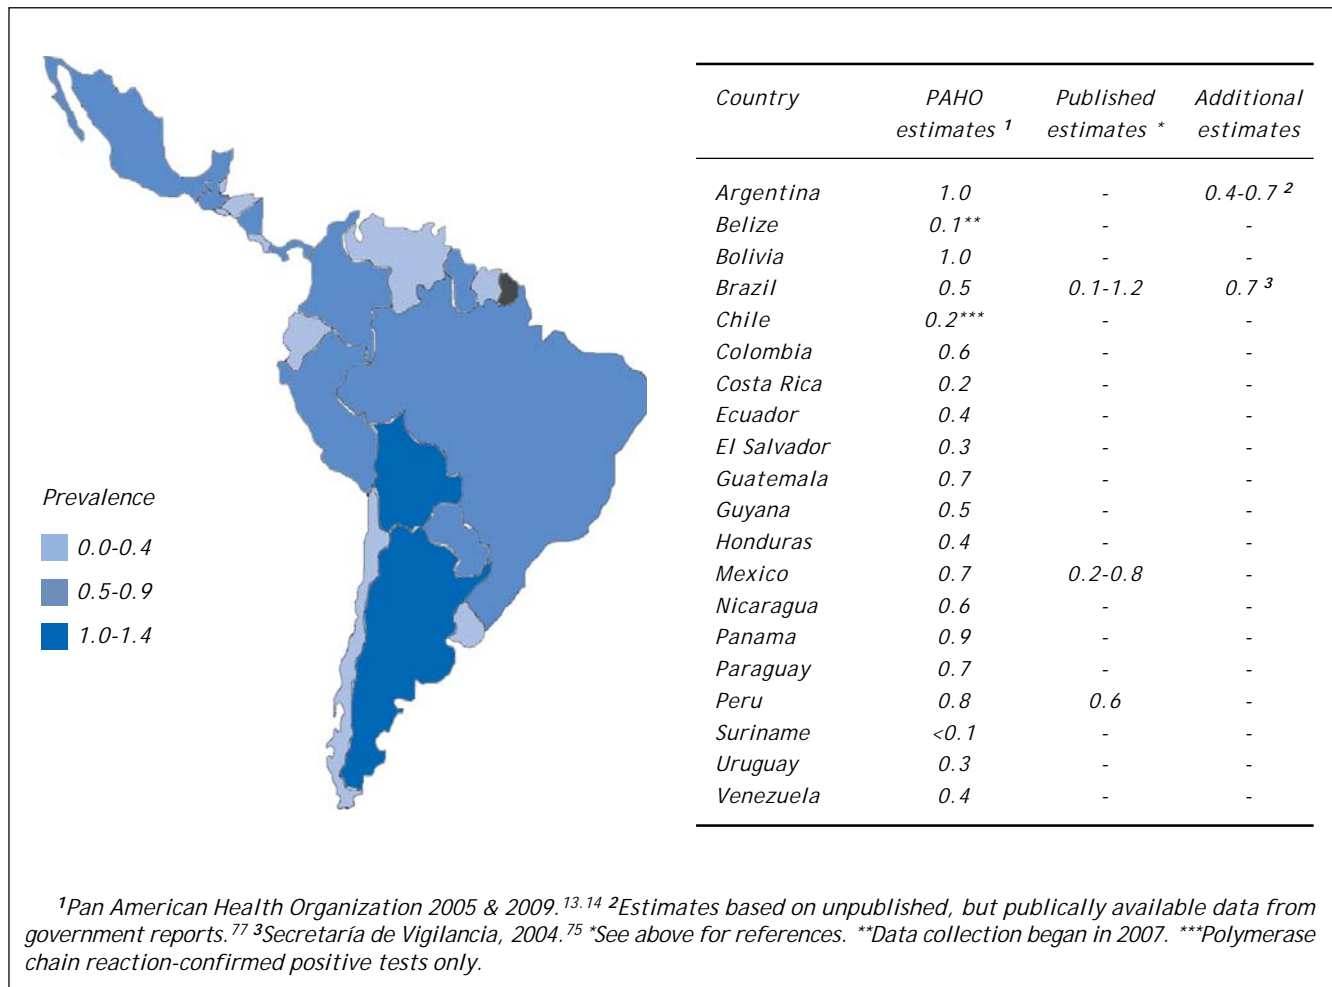 Prevalence
0.0-0.4
0.5-0.9
1.0-1.4
Country PAHO estimates ¹ Published estimates * Additional estimates
Argentina 1.0 - 0.4-0.7 ²
Belize 0.1** - -
Bolivia 1.0 - -
Brazil 0.5 0.1-1.2 0.7 ³
Chile 0.2*** - -
Colombia 0.6 - -
Costa Rica 0.2 - -
Ecuador 0.4 - -
El Salvador 0.3 - -
Guatemala 0.7 - -
Guyana 0.5 - -
Honduras 0.4 - -
Mexico 0.7 0.2-0.8 -
Nicaragua 0.6 - -
Panama 0.9 - -
Paraguay 0.7 - -
Peru 0.8 0.6 -
Suriname <0.1 - -
Uruguay 0.3 - -
Venezuela 0.4 - -
¹Pan American Health Organization 2005 & 2009.¹³·¹⁴ ²Estimates based on unpublished, but publically available data from
government reports.⁷⁷ ³Secretaría de Vigilancia, 2004.⁷⁵ *See above for references. **Data collection began in 2007. ***Polymerase
chain reaction-confirmed positive tests only.